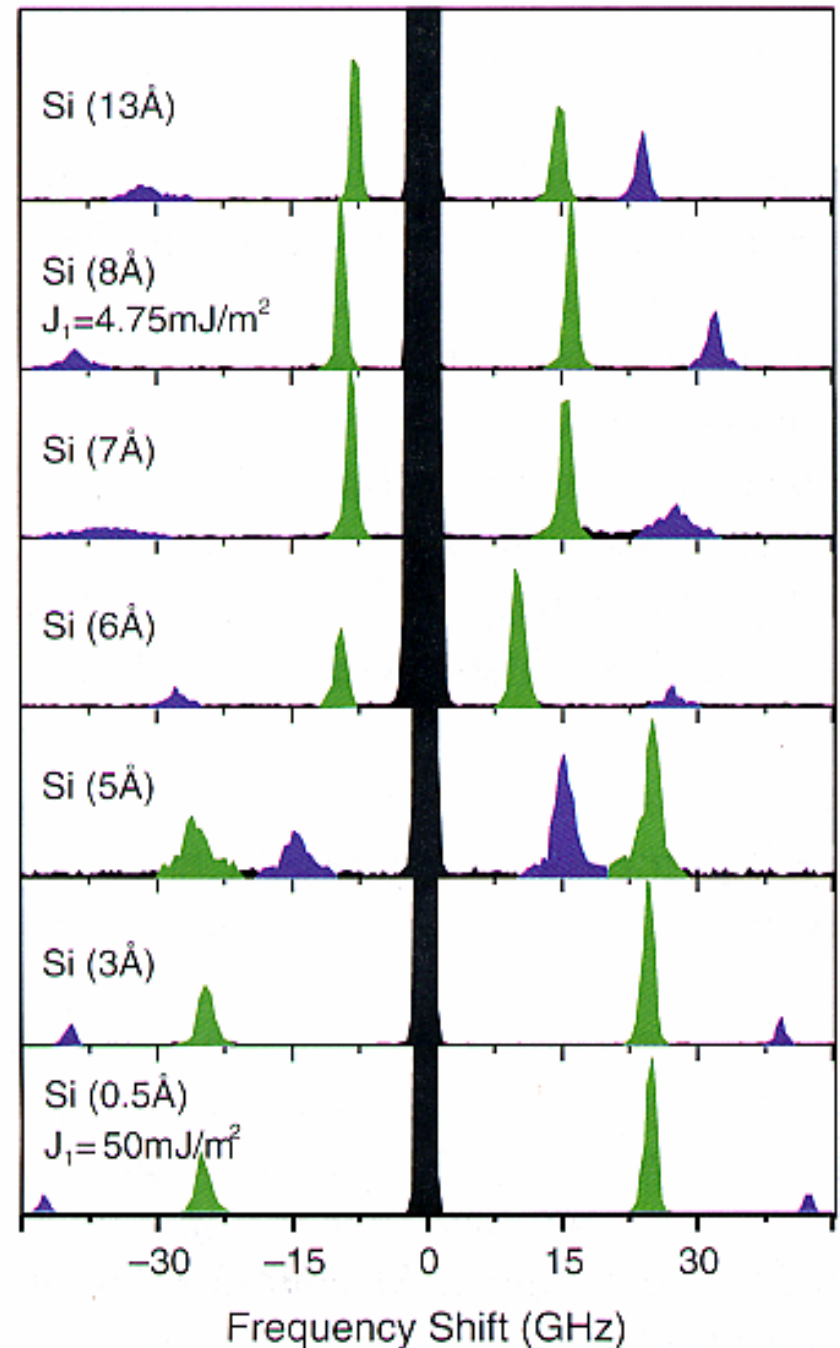 Si (13Å)
Si (8Å)
J₁=4.75mJ/m²
Si (7Å)
Si (6Å)
Si (5Å)
Si (3Å)
Si (0.5Å)
J₁=50mJ/m²
–30 –15 0 15 30
Frequency Shift (GHz)